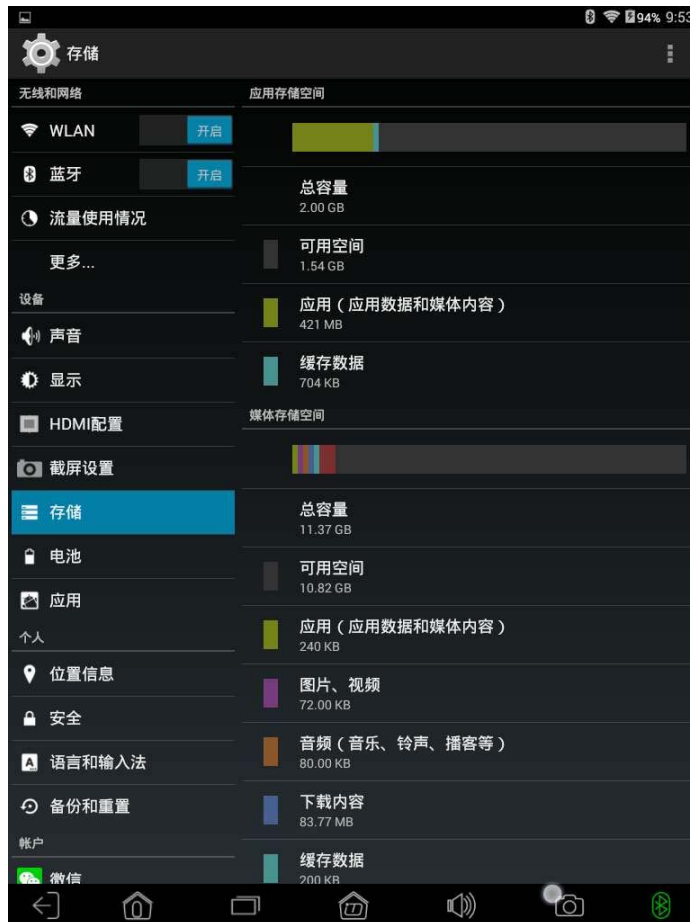 94% 9:53
存储
无线和网络
WLAN 开启
蓝牙 开启
流量使用情况
更多...
设备
声音
显示
HDMI配置
截屏设置
存储
电池
应用
个人
位置信息
安全
语言和输入法
备份和重置
帐户
微信
应用存储空间
总容量
2.00 GB
可用空间
1.54 GB
应用（应用数据和媒体内容）
421 MB
缓存数据
704 KB
媒体存储空间
总容量
11.37 GB
可用空间
10.82 GB
应用（应用数据和媒体内容）
240 KB
图片、视频
72.00 KB
音频（音乐、铃声、播客等）
80.00 KB
下载内容
83.77 MB
缓存数据
200 KB